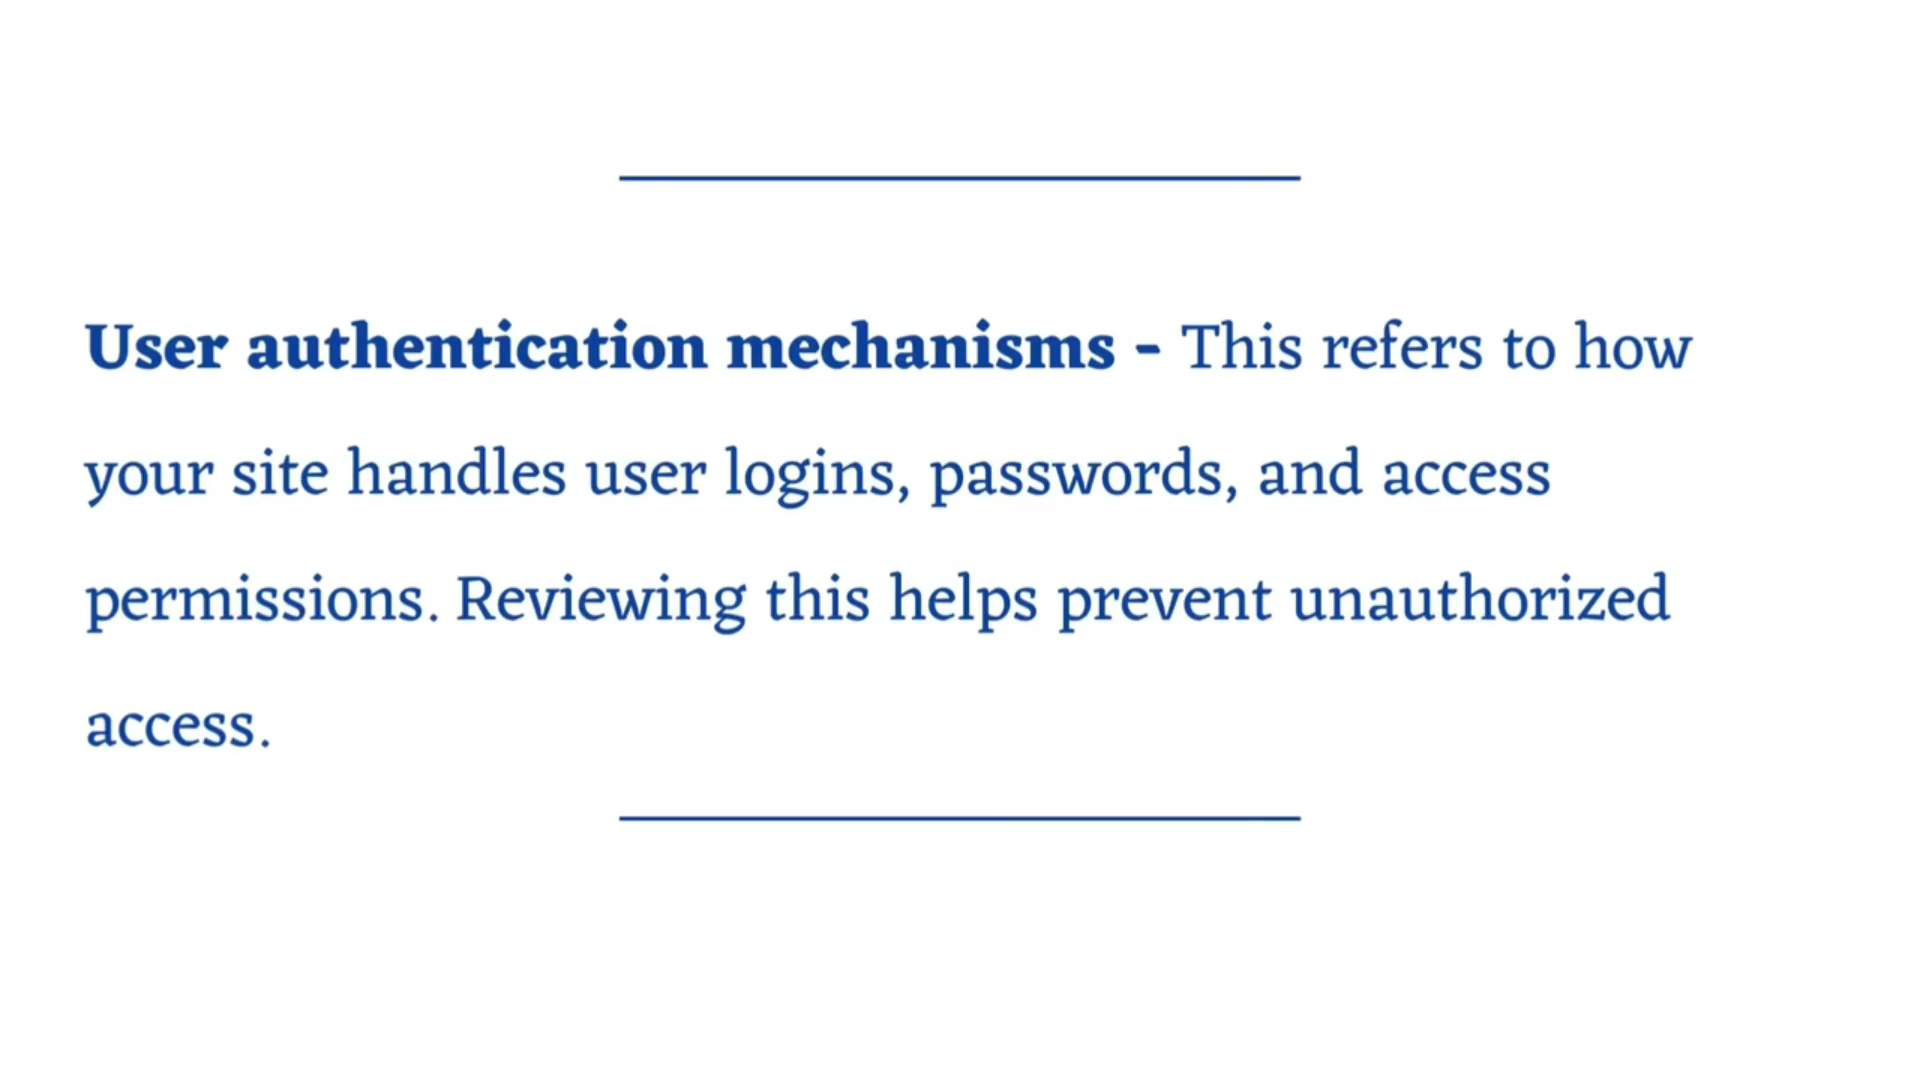 User authentication mechanisms - This refers to how
your site handles user logins, passwords, and access
permissions. Reviewing this helps prevent unauthorized
access.